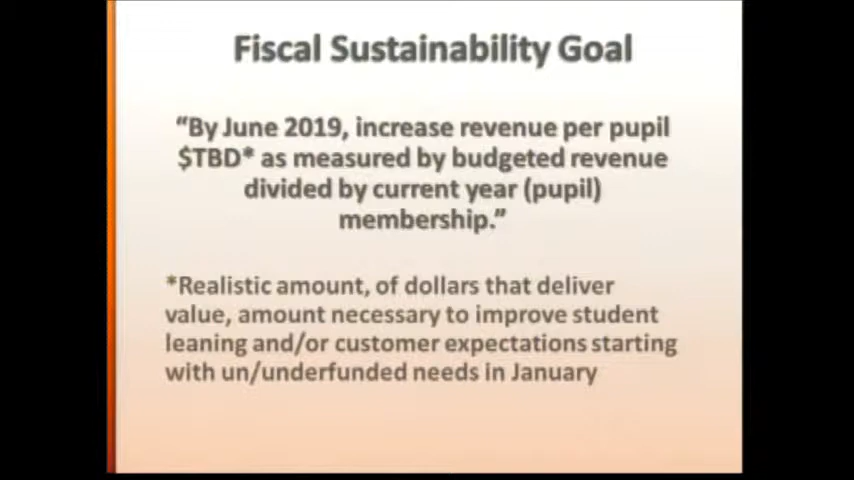 Fiscal Sustainability Goal
“By June 2019, increase revenue per pupil
$TBD* as measured by budgeted revenue
divided by current year (pupil)
membership.”
*Realistic amount, of dollars that deliver
value, amount necessary to improve student
leaning and/or customer expectations starting
with un/underfunded needs in January